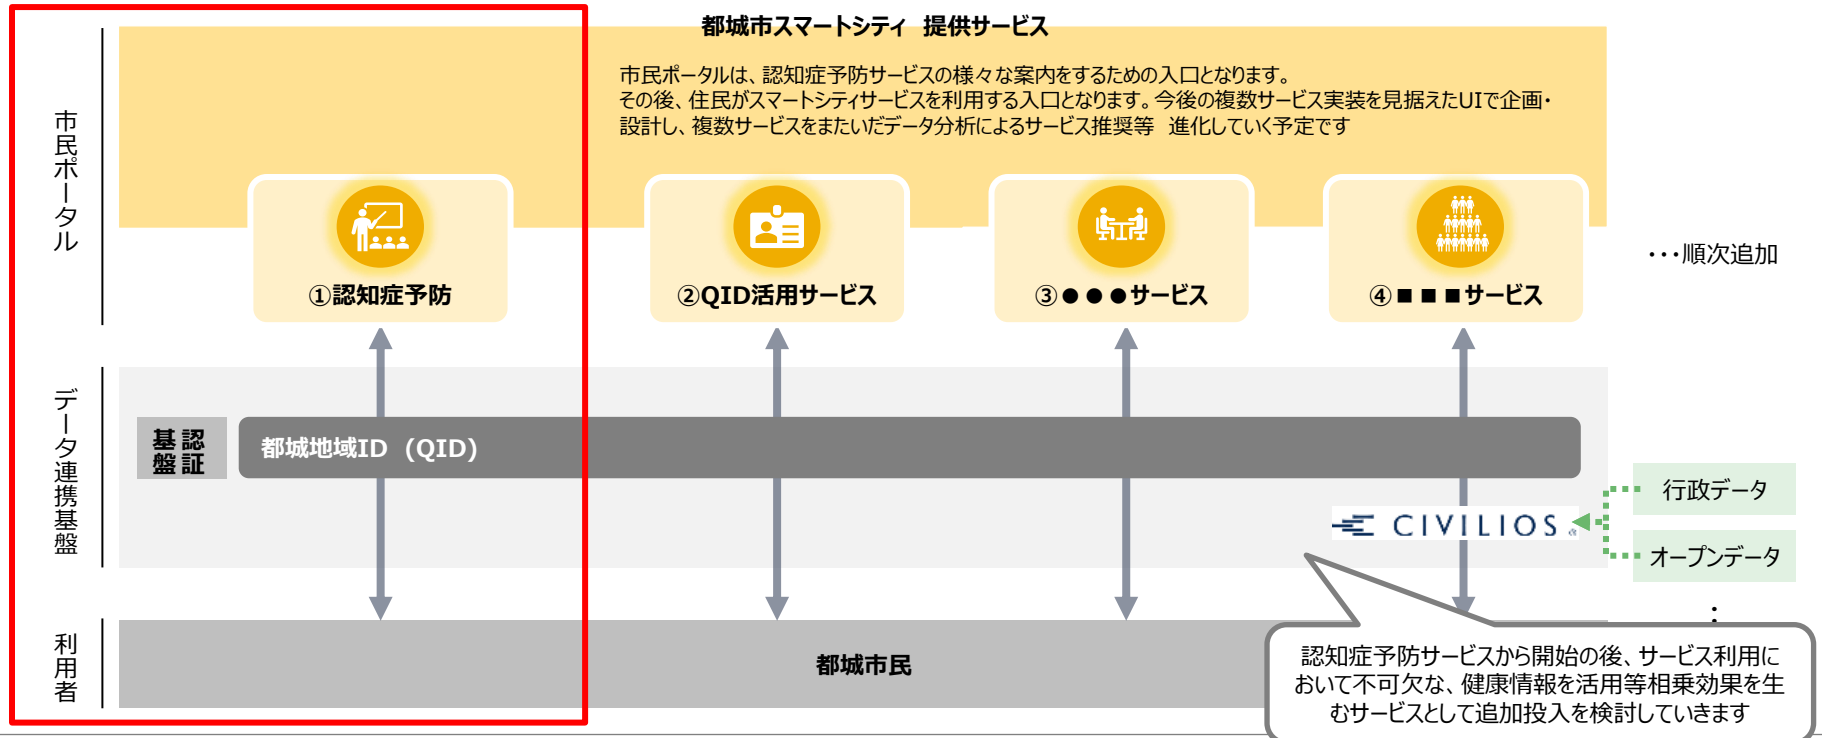 都城市スマートシティ 提供サービス
市民ポータルは、認知症予防サービスの様々な案内をするための入口となります。
その後、住民がスマートシティサービスを利用する入口となります。今後の複数サービス実装を見据えたUIで企画・
設計し、複数サービスをまたいだデータ分析によるサービス推奨等 進化していく予定です
市民ポータル
①認知症予防
②QID活用サービス
③●●●サービス
④■■■サービス
・・・順次追加
データ連携基盤
認証
基盤
都城地域ID (QID)
CIVILIOS
行政データ
オープンデータ
:
利用者
都城市民
認知症予防サービスから開始の後、サービス利用に
おいて不可欠な、健康情報を活用等相乗効果を生
むサービスとして追加投入を検討していきます